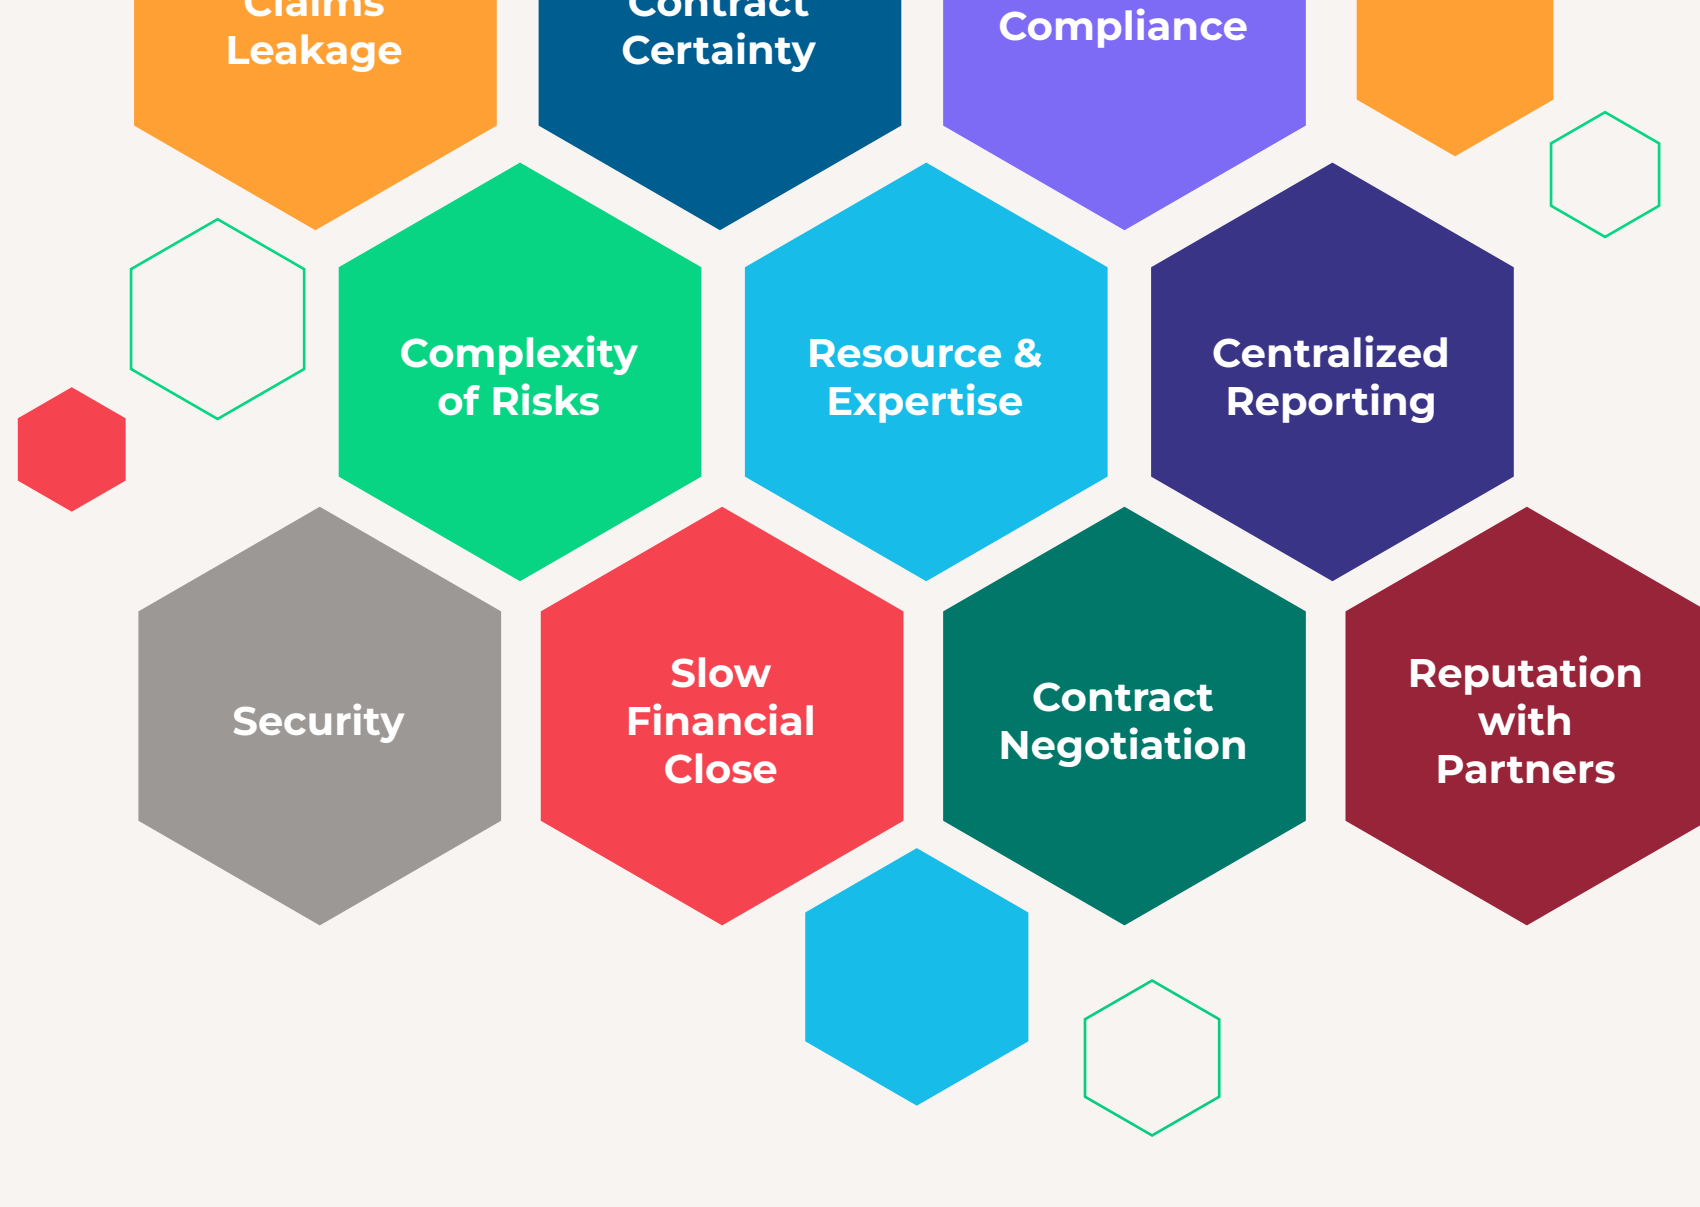 Claims
Leakage
Contract
Certainty
Compliance
Complexity
of Risks
Resource &
Expertise
Centralized
Reporting
Security
Slow
Financial
Close
Contract
Negotiation
Reputation
with
Partners